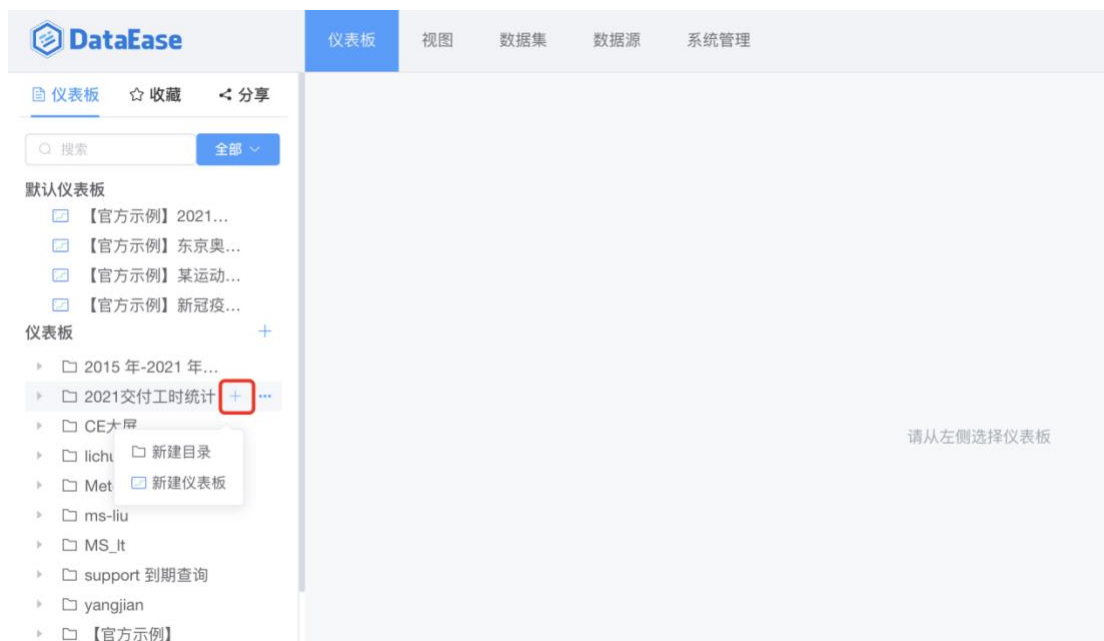 DataEase
仪表板 视图 数据集 数据源 系统管理
仪表板 收藏 分享
搜索 全部
默认仪表板
【官方示例】2021...
【官方示例】东京奥...
【官方示例】某运动...
【官方示例】新冠疫...
仪表板
2015 年-2021 年...
2021交付工时统计
CE大屏
新建目录
lichu
新建仪表板
Met
ms-liu
MS_lt
support 到期查询
yangjian
【官方示例】
请从左侧选择仪表板